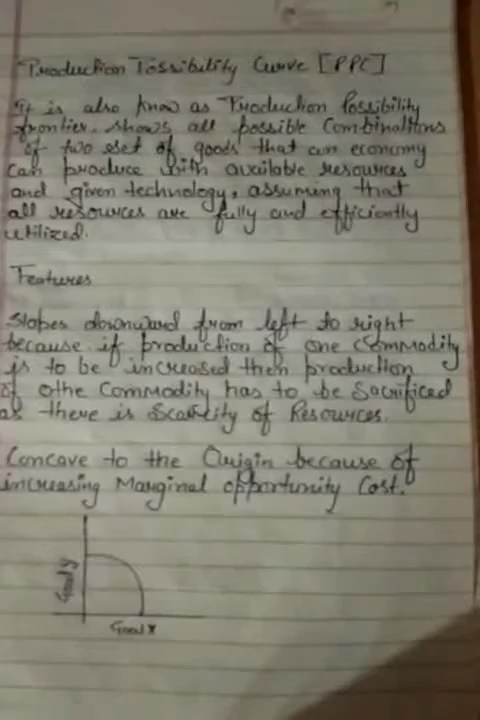 Production Possibility Curve [PPC]
It is also know as Production Possibility
frontier. shows all possible Combinations
of two set of goods that an economy
can produce with available resources
and given technology, assuming that
all resources are fully and efficiently
utilized.
Features
Slopes downward from left to right
because if production of one Commodity
is to be increased then production
of othe Commodity has to be Sacrificed
as there is Scarcity of Resources.
Concave to the Origin because of
increasing Marginal opportunity Cost.
Good y
Good x